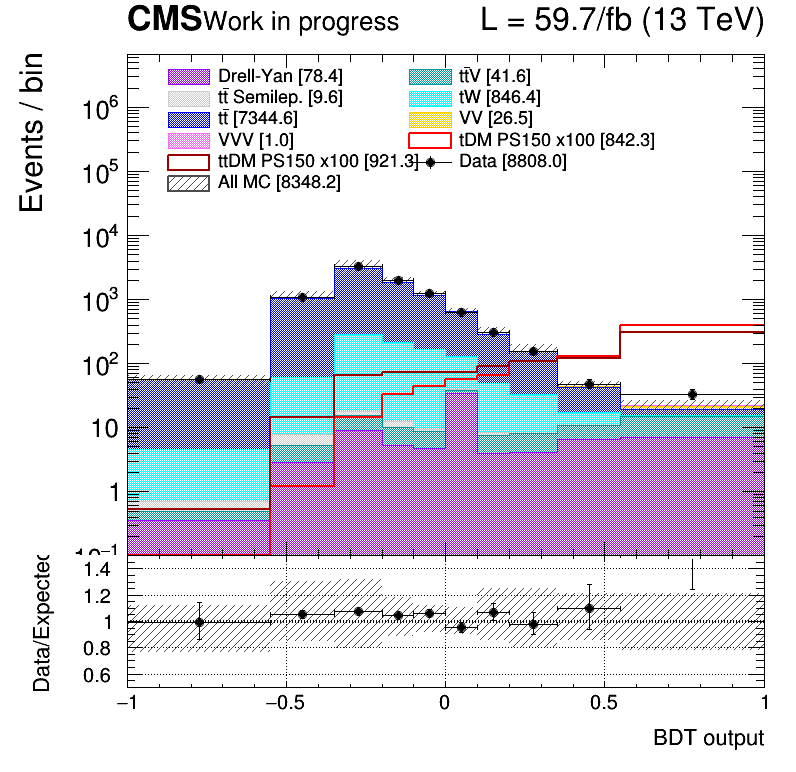 CMS Work in progress L = 59.7/fb (13 TeV)
Events / bin
Drell-Yan [78.4] tt̄V [41.6]
tt̄ Semilep. [9.6] tW [846.4]
tt̄ [7344.6] VV [26.5]
VVV [1.0] tDM PS150 x100 [842.3]
ttDM PS150 x100 [921.3] Data [8808.0]
All MC [8348.2]
10⁶
10⁵
10⁴
10³
10²
10
1
10⁻¹
Data/Expected
1.4
1.2
1
0.8
0.6
−1 −0.5 0 0.5 1
BDT output